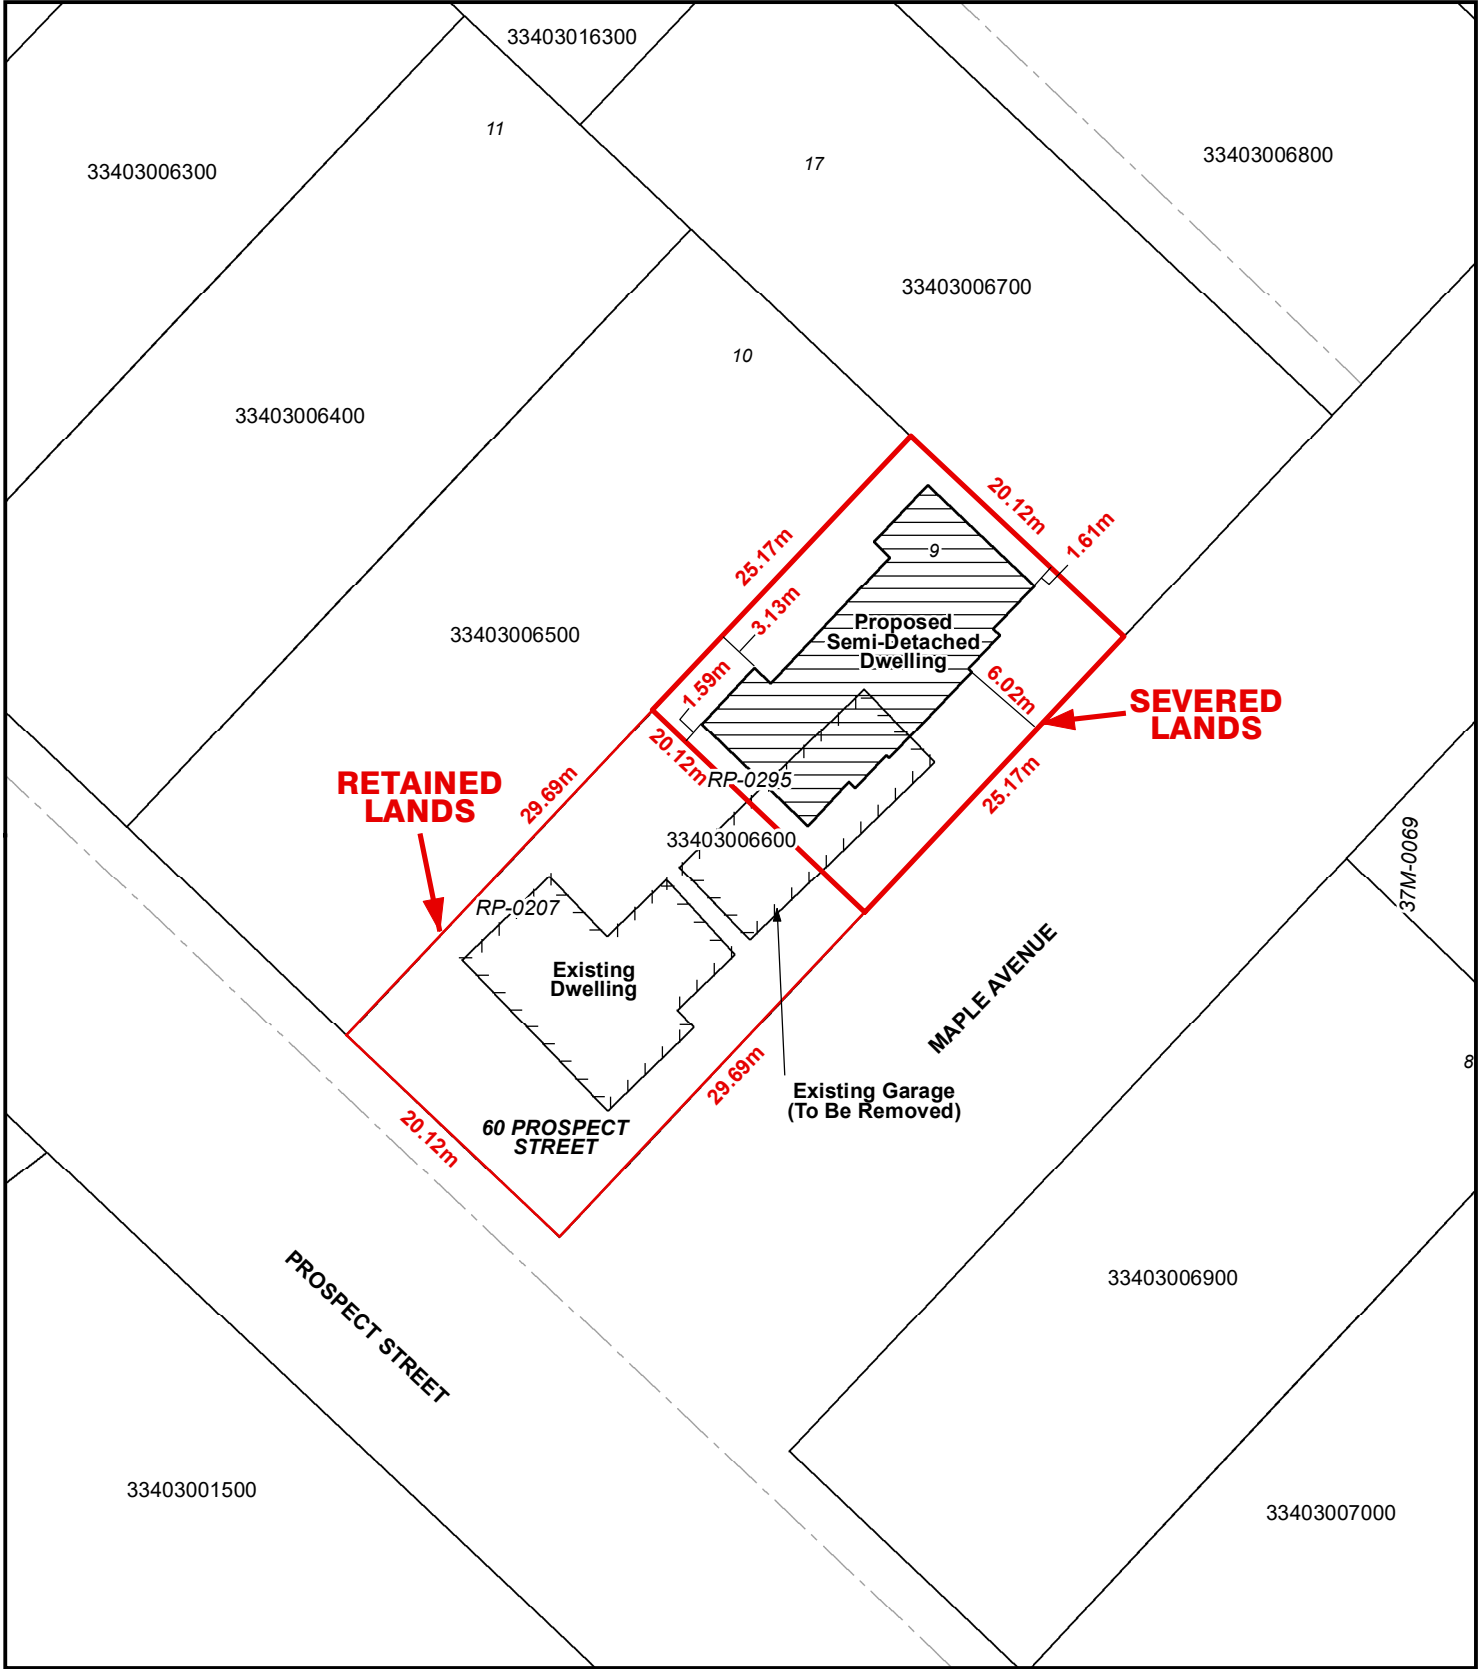 33403016300
11
17
33403006800
33403006300
33403006700
10
33403006400
20.12m
1.61m
25.17m
9
3.13m
Proposed
Semi-Detached
Dwelling
33403006500
1.59m
6.02m
SEVERED
LANDS
20.12m
RP-0295
RETAINED
LANDS
29.69m
25.17m
33403006600
37M-0069
RP-0207
Existing
Dwelling
MAPLE AVENUE
29.69m
8
Existing Garage
(To Be Removed)
20.12m
60 PROSPECT
STREET
33403006900
PROSPECT STREET
33403001500
33403007000